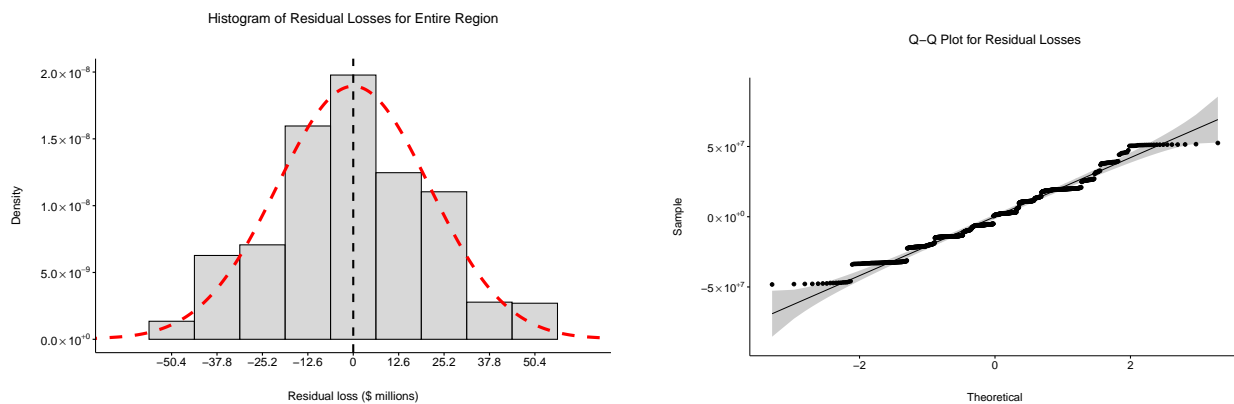 Histogram of Residual Losses for Entire Region
2.0×10⁻⁸
1.5×10⁻⁸
1.0×10⁻⁸
5.0×10⁻⁹
0.0×10⁺⁰
Density
−50.4 −37.8 −25.2 −12.6 0 12.6 25.2 37.8 50.4
Residual loss ($ millions)
Q−Q Plot for Residual Losses
5×10⁺⁷
0×10⁺⁰
−5×10⁺⁷
Sample
−2 0 2
Theoretical